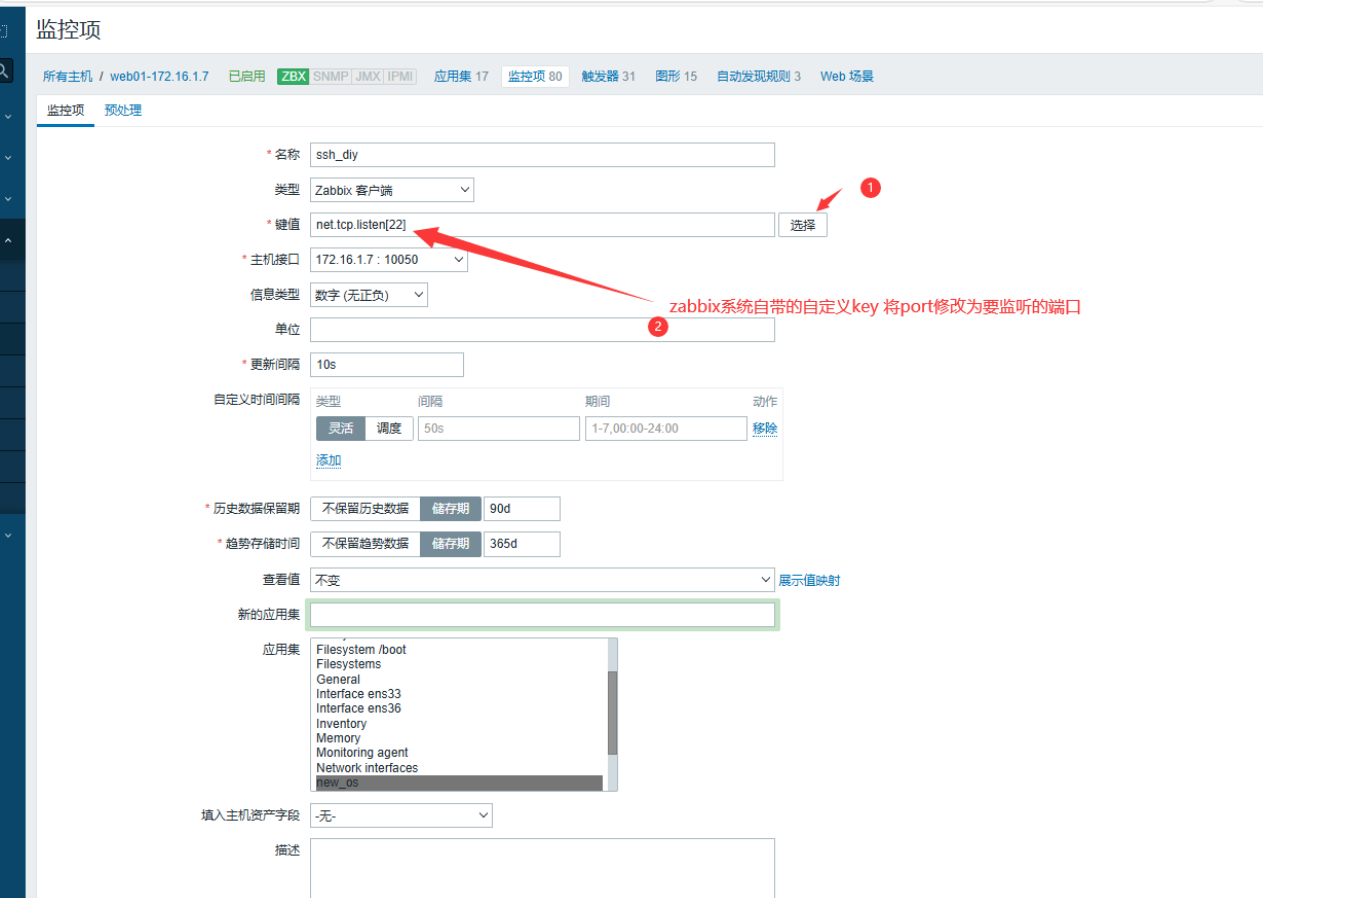 监控项
所有主机 / web01-172.16.1.7 已启用 ZBX SNMP JMX IPMI 应用集 17 监控项 80 触发器 31 图形 15 自动发现规则 3 Web 场景
监控项 预处理
* 名称 ssh_diy
类型 Zabbix 客户端
1
* 键值 net.tcp.listen[22] 选择
* 主机接口 172.16.1.7 : 10050
信息类型 数字 (无正负)
zabbix系统自带的自定义key 将port修改为要监听的端口
单位
2
* 更新间隔 10s
自定义时间间隔 类型 间隔 期间 动作
灵活 调度 50s 1-7,00:00-24:00 移除
添加
* 历史数据保留期 不保留历史数据 储存期 90d
* 趋势存储时间 不保留趋势数据 储存期 365d
查看值 不变 展示值映射
新的应用集
应用集
Filesystem /boot
Filesystems
General
Interface ens33
Interface ens36
Inventory
Memory
Monitoring agent
Network interfaces
new_os
填入主机资产字段 -无-
描述